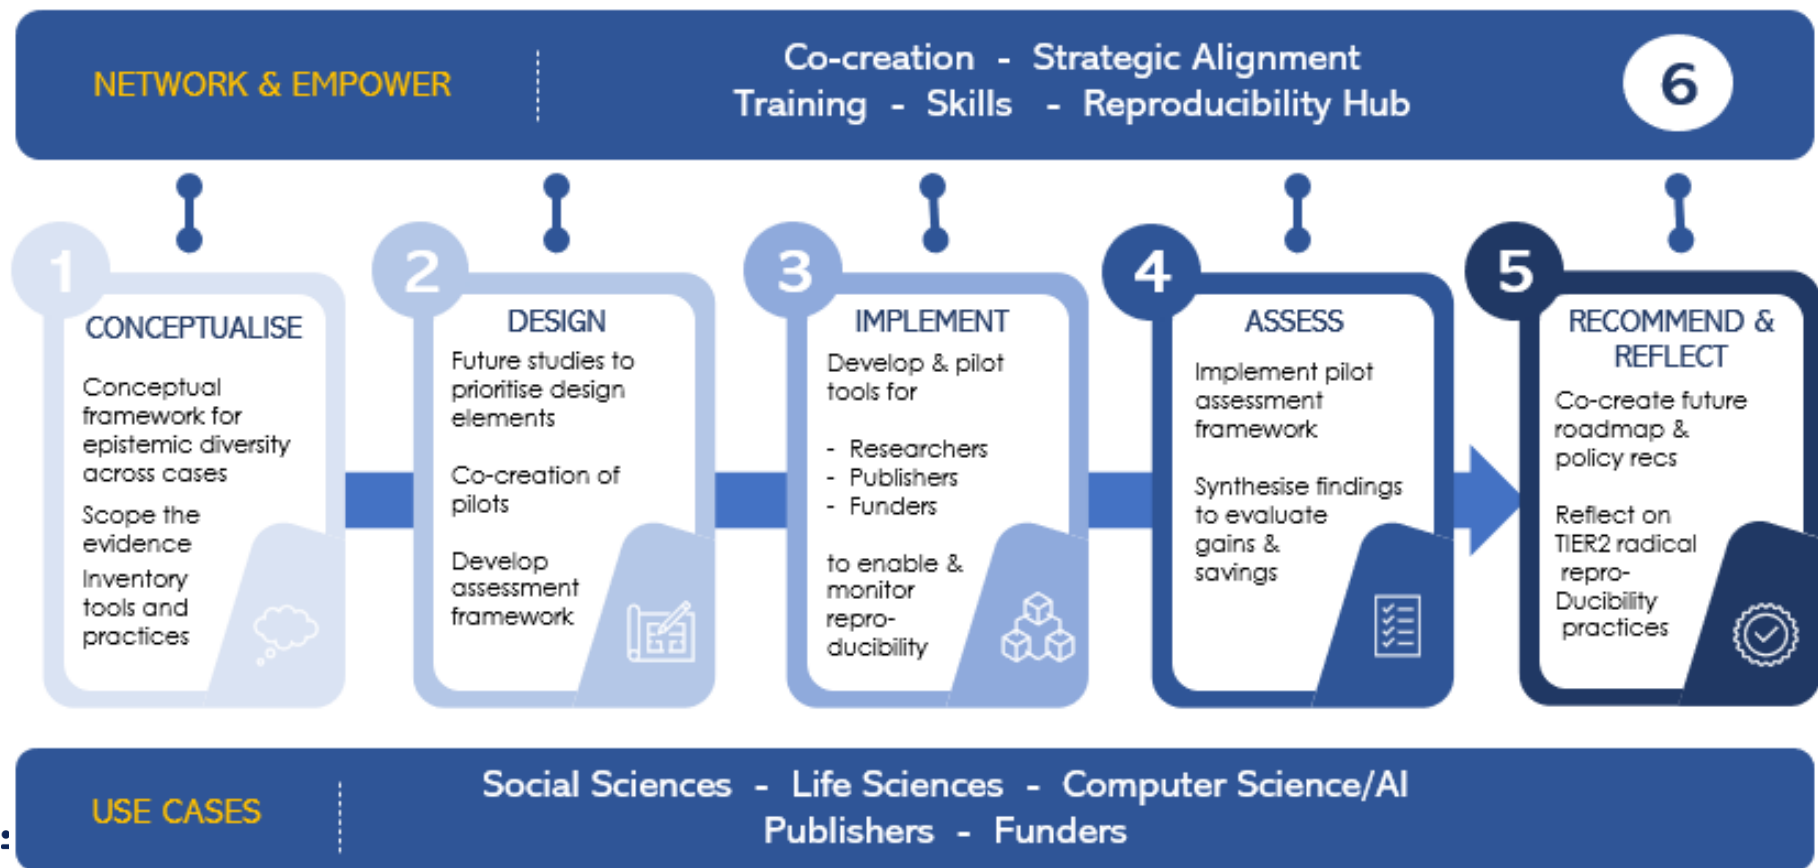 NETWORK & EMPOWER
Co-creation - Strategic Alignment
Training - Skills - Reproducibility Hub
6
1
CONCEPTUALISE
Conceptual
framework for
epistemic diversity
across cases
Scope the
evidence
Inventory
tools and
practices
2
DESIGN
Future studies to
prioritise design
elements
Co-creation of
pilots
Develop
assessment
framework
3
IMPLEMENT
Develop & pilot
tools for
- Researchers
- Publishers
- Funders
to enable &
monitor
repro-
ducibility
4
ASSESS
Implement pilot
assessment
framework
Synthesise findings
to evaluate
gains &
savings
5
RECOMMEND &
REFLECT
Co-create future
roadmap &
policy recs
Reflect on
TIER2 radical
repro-
Ducibility
practices
USE CASES
Social Sciences - Life Sciences - Computer Science/AI
Publishers - Funders